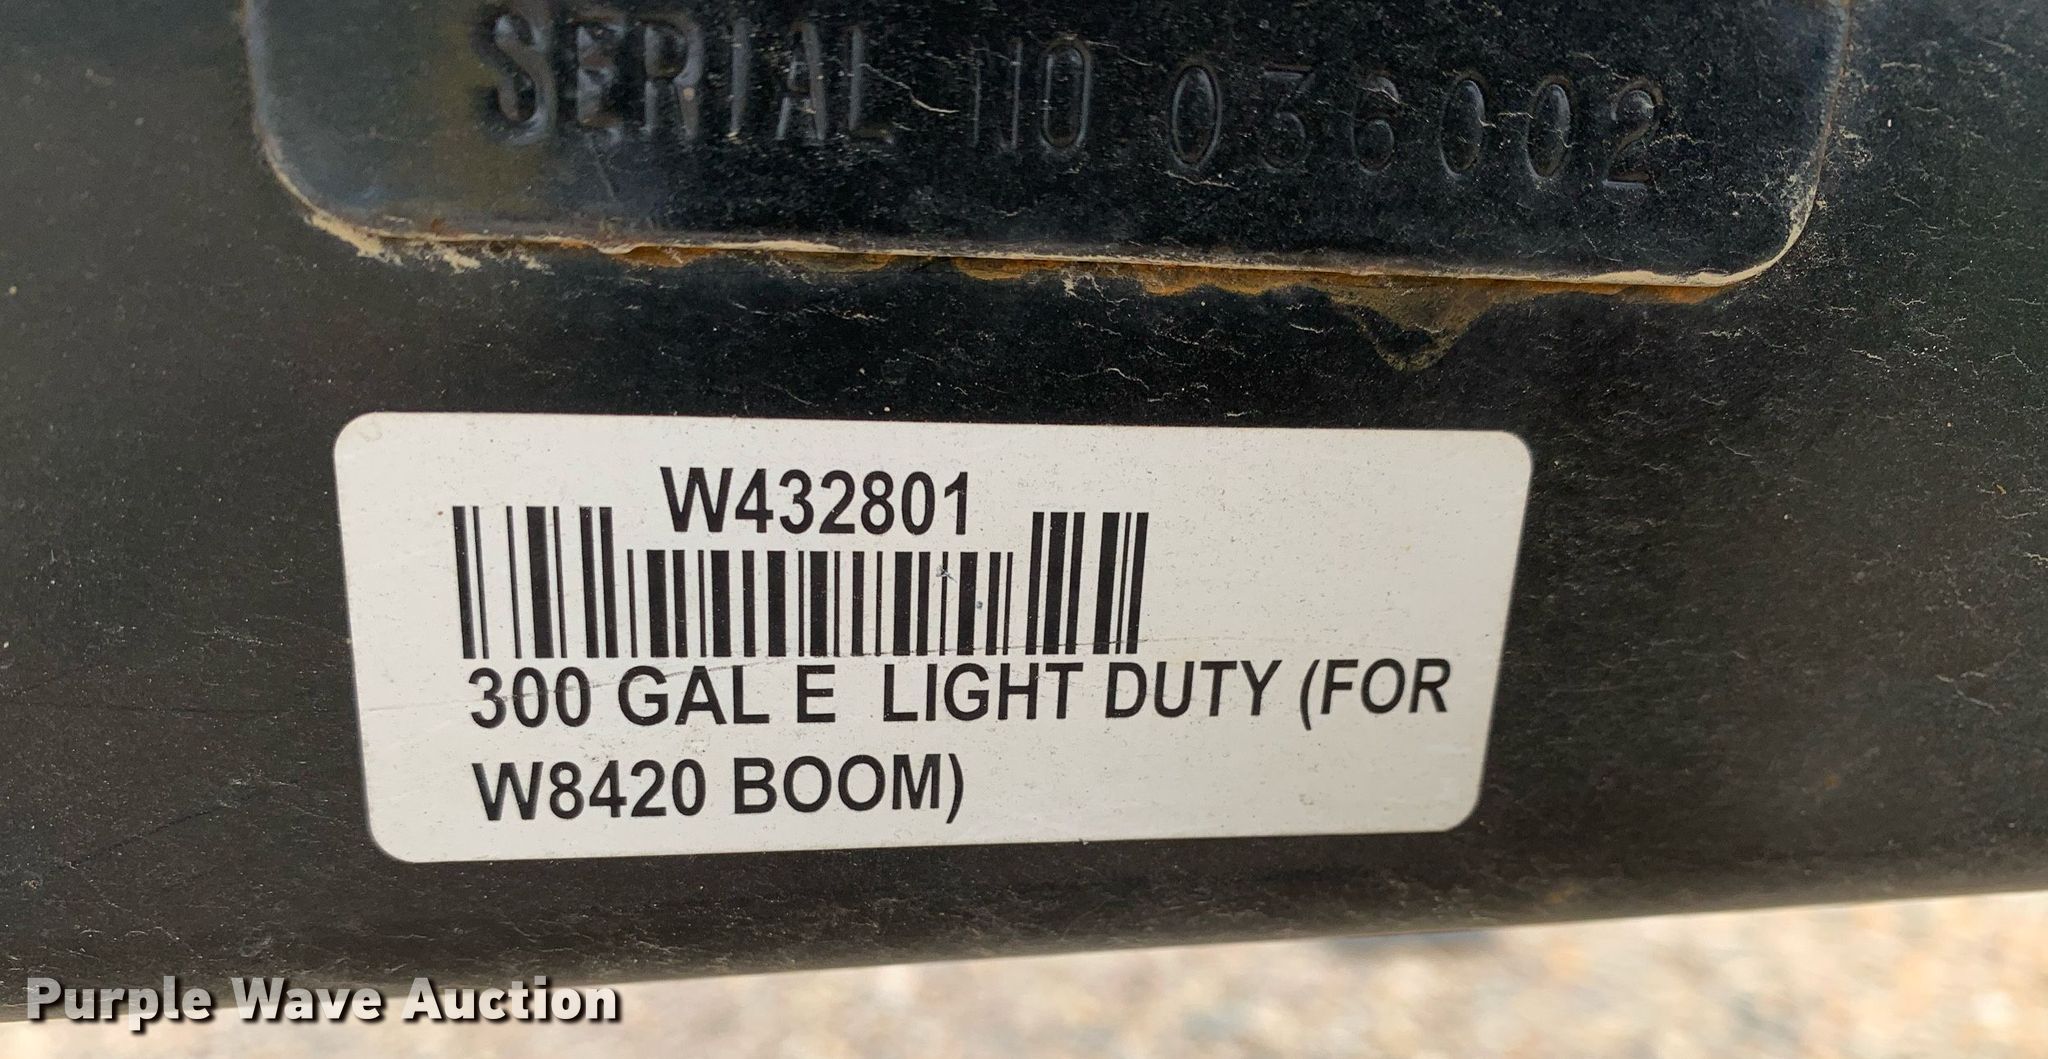 SERIAL NO 036002
W432801
300 GAL E LIGHT DUTY (FOR
W8420 BOOM)
Purple Wave Auction